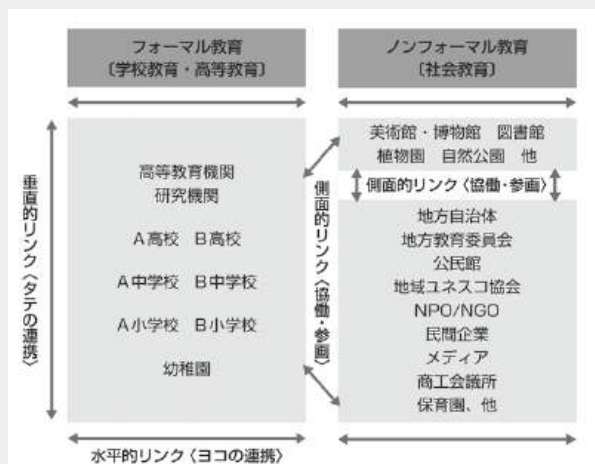 フォーマル教育
〔学校教育・高等教育〕
ノンフォーマル教育
〔社会教育〕
垂直的リンク〈タテの連携〉
高等教育機関
研究機関
A高校 B高校
A中学校 B中学校
A小学校 B小学校
幼稚園
側面的リンク〈協働・参画〉
美術館・博物館 図書館
植物園 自然公園 他
側面的リンク〈協働・参画〉
地方自治体
地方教育委員会
公民館
地域ユネスコ協会
NPO/NGO
民間企業
メディア
商工会議所
保育園、他
水平的リンク〈ヨコの連携〉